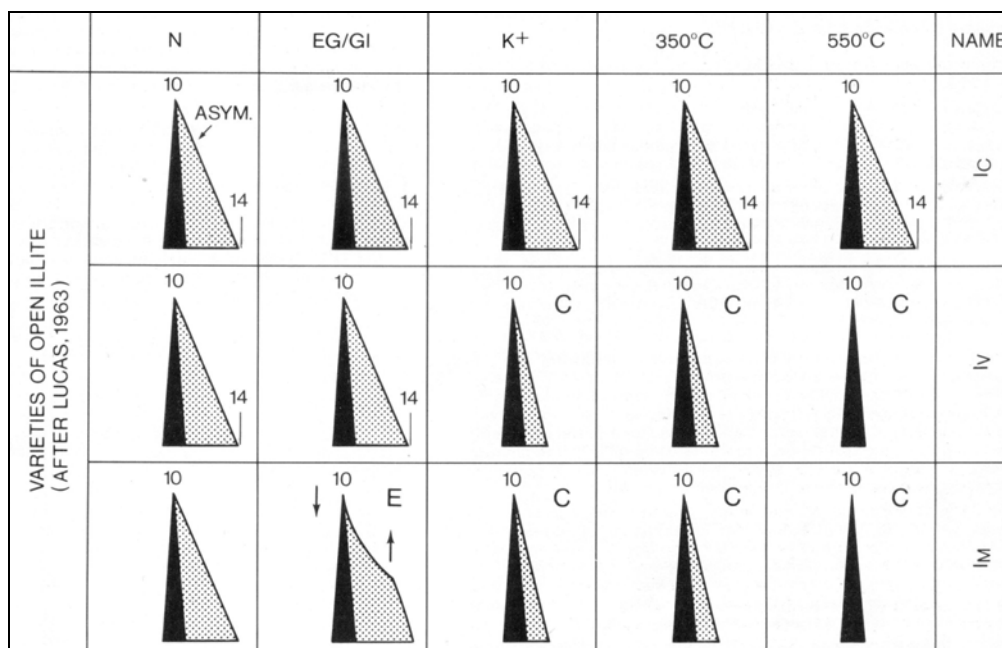 N EG/GI K+ 350°C 550°C NAME
VARIETIES OF OPEN ILLITE
(AFTER LUCAS, 1963)
10 10 10 10 10
ASYM.
14 14 14 14 14
IC
10 10 10 C 10 C 10 C
14 14
IV
10 10 E 10 C 10 C 10 C
IM